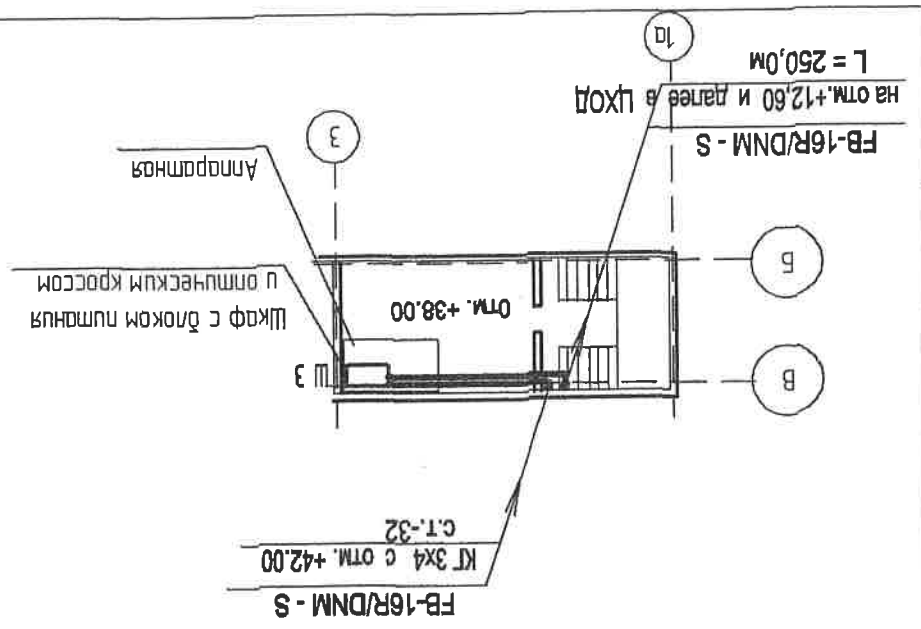 FB-16R/DNM - S
КГ 3х4 с отм. +42.00
С.Т.-32
В
Ш 3
Шкаф с блоком питания
и оптическим кроссом
Отм. +38.00
Б
Аппаратная
3
FB-16R/DNM - S
на отм.+12,60 и далее в ЦХОД
L = 250,0м
1а